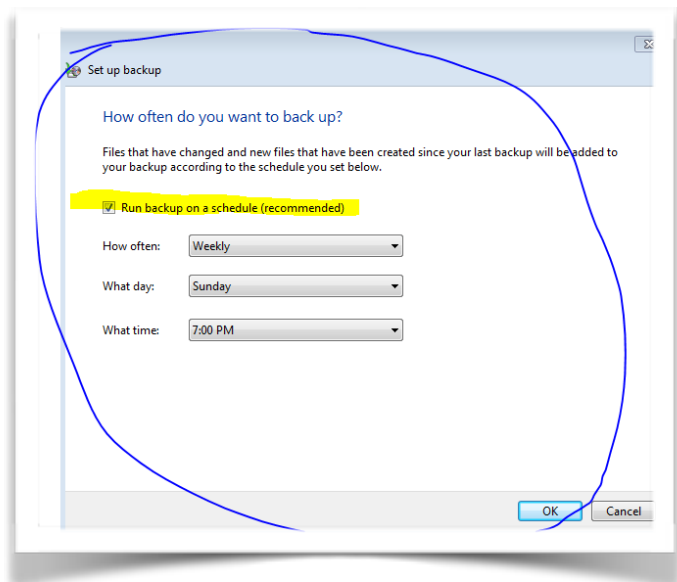 Set up backup
How often do you want to back up?
Files that have changed and new files that have been created since your last backup will be added to
your backup according to the schedule you set below.
Run backup on a schedule (recommended)
How often: Weekly
What day: Sunday
What time: 7:00 PM
OK Cancel